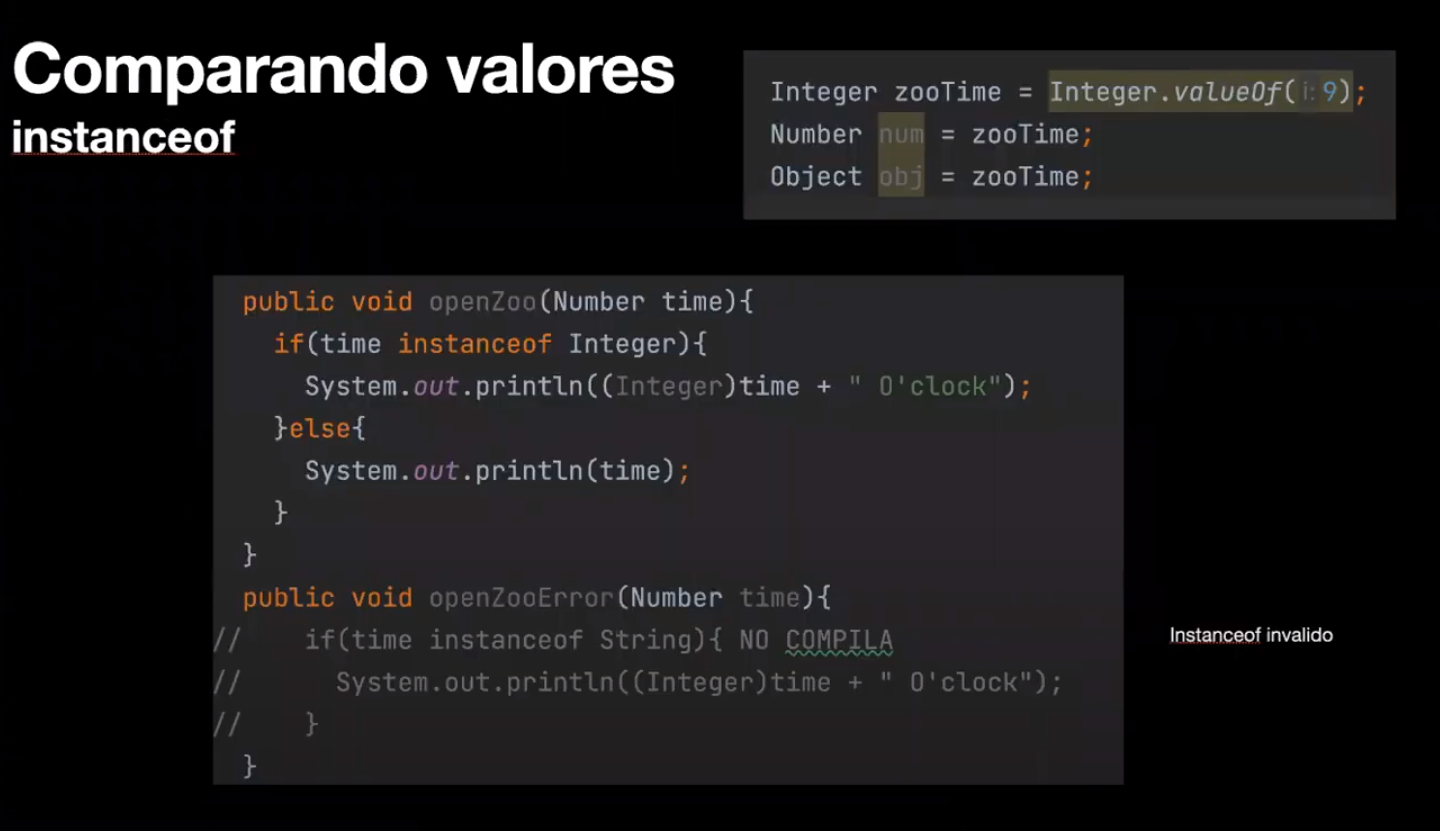 Comparando valores
instanceof
Integer zooTime = Integer.valueOf( i: 9);
Number num = zooTime;
Object obj = zooTime;
public void openZoo(Number time){
if(time instanceof Integer){
System.out.println((Integer)time + " O'clock");
}else{
System.out.println(time);
}
}
public void openZooError(Number time){
// if(time instanceof String){ NO COMPILA
// System.out.println((Integer)time + " O'clock");
// }
}
Instanceof invalido